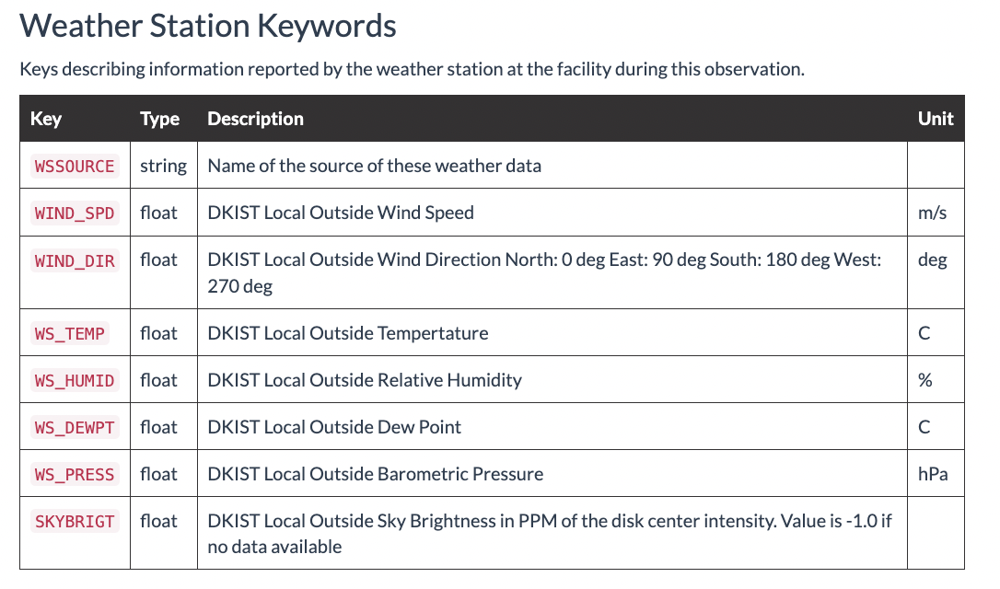 Weather Station Keywords
Keys describing information reported by the weather station at the facility during this observation.
Key Type Description Unit
WSSOURCE string Name of the source of these weather data
WIND_SPD float DKIST Local Outside Wind Speed m/s
WIND_DIR float DKIST Local Outside Wind Direction North: 0 deg East: 90 deg South: 180 deg West: deg
270 deg
WS_TEMP float DKIST Local Outside Tempertature C
WS_HUMID float DKIST Local Outside Relative Humidity %
WS_DEWPT float DKIST Local Outside Dew Point C
WS_PRESS float DKIST Local Outside Barometric Pressure hPa
SKYBRIGT float DKIST Local Outside Sky Brightness in PPM of the disk center intensity. Value is -1.0 if
no data available